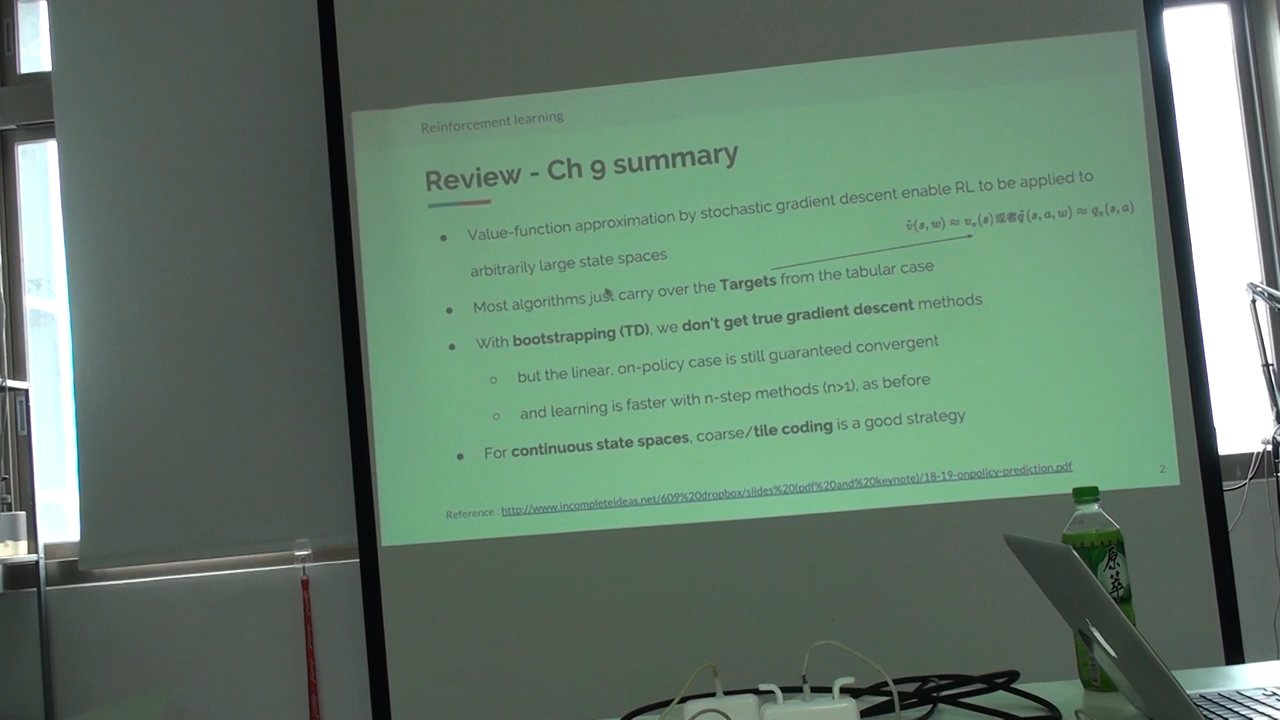 Reinforcement learning
Review - Ch 9 summary
● Value-function approximation by stochastic gradient descent enable RL to be applied to
arbitrarily large state spaces
v̂(s,w) ≈ vπ(s)或者q̂(s,a,w) ≈ qπ(s,a)
● Most algorithms just carry over the Targets from the tabular case
● With bootstrapping (TD), we don't get true gradient descent methods
○ but the linear, on-policy case is still guaranteed convergent
○ and learning is faster with n-step methods (n>1), as before
● For continuous state spaces, coarse/tile coding is a good strategy
Reference : http://www.incompleteideas.net/609%20dropbox/slides%20(pdf%20and%20keynote)/18-19-onpolicy-prediction.pdf
2
原萃